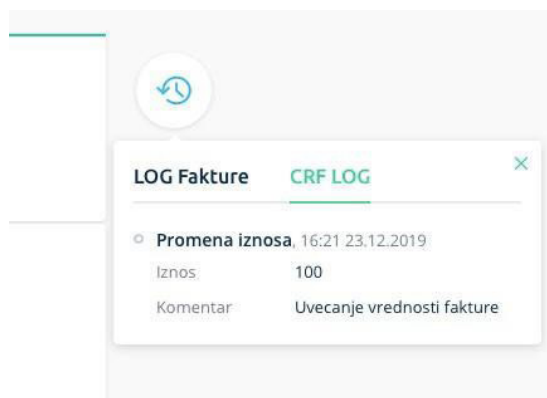 LOG Fakture CRF LOG
Promena iznosa, 16:21 23.12.2019
Iznos 100
Komentar Uvecanje vrednosti fakture